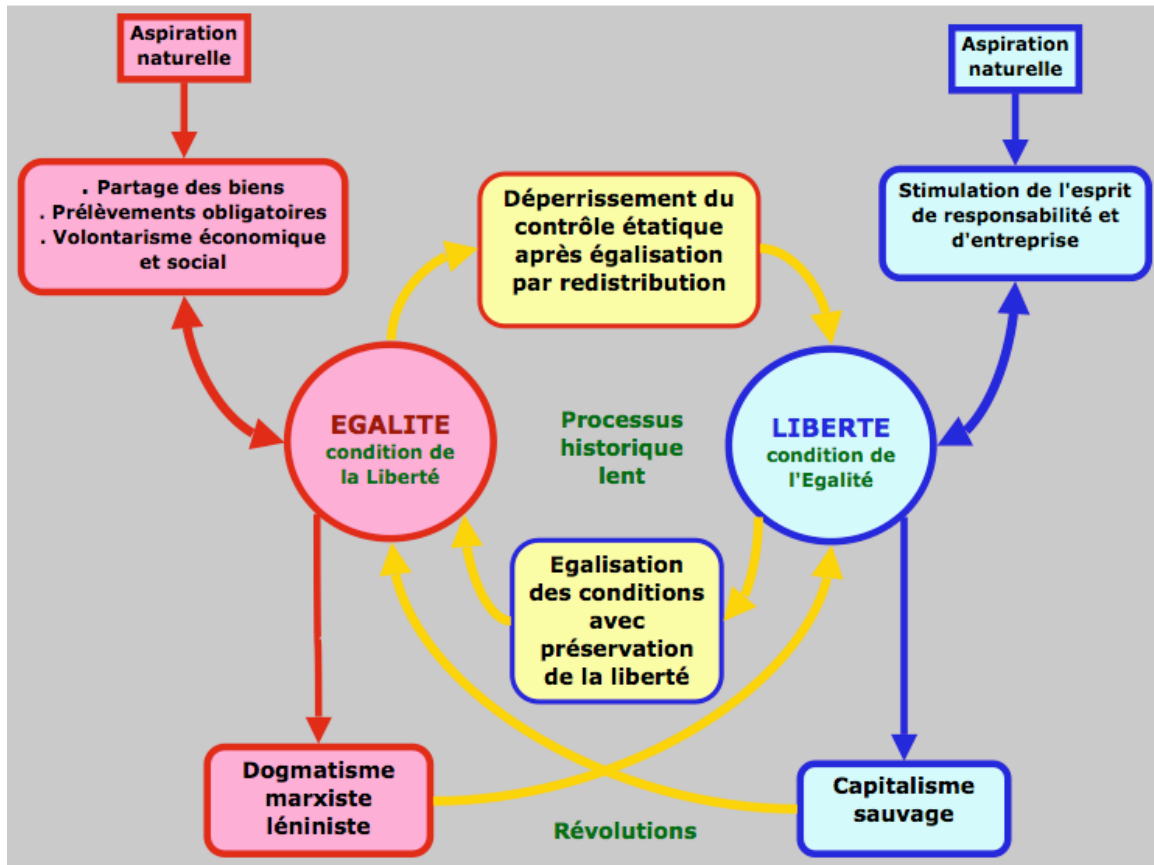 Aspiration
naturelle
Aspiration
naturelle
. Partage des biens
. Prélèvements obligatoires
. Volontarisme économique
et social
Déperrissement du
contrôle étatique
après égalisation
par redistribution
Stimulation de l'esprit
de responsabilité et
d'entreprise
EGALITE
condition de
la Liberté
Processus
historique
lent
LIBERTE
condition de
l'Egalité
Egalisation
des conditions
avec
préservation
de la liberté
Dogmatisme
marxiste
léniniste
Révolutions
Capitalisme
sauvage